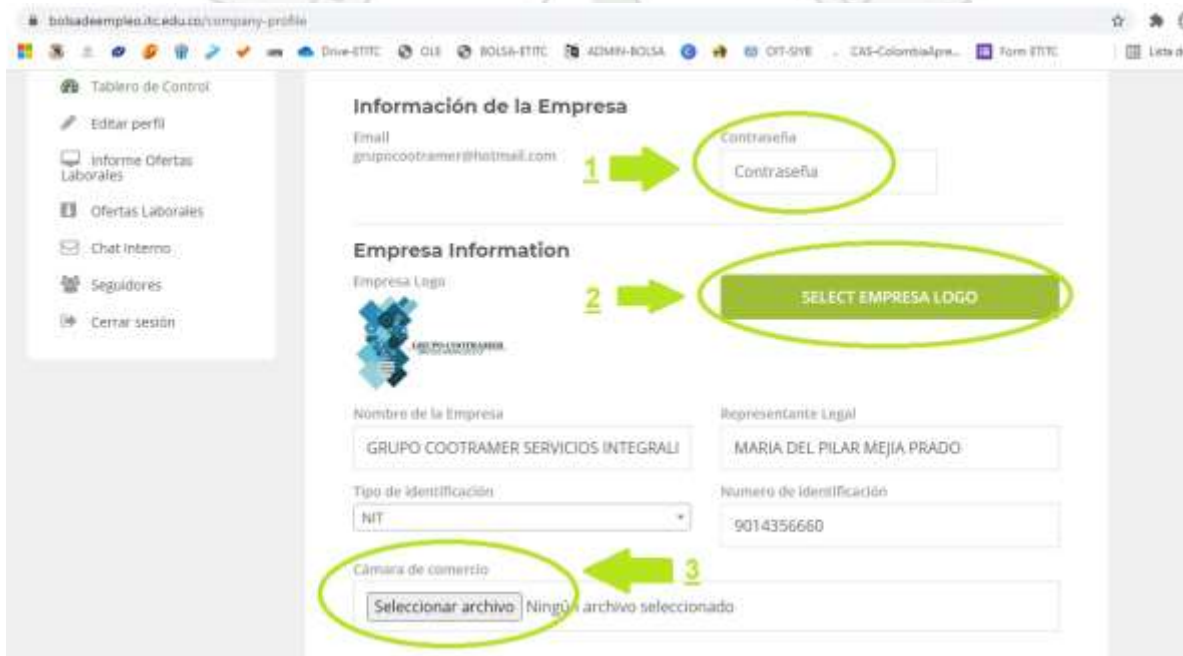 bolsadeempleo.itc.edu.co/company-profile
Drive-ETITC OLE BOLSA-ETITC ADMIN-BOLSA Form ETITC Lista d
Tablero de Control
Editar perfil
Informe Ofertas
Laborales
Ofertas Laborales
Chat Interno
Seguidores
Cerrar sesión
Información de la Empresa
Email
grupocootramer@hotmail.com
Contraseña
1
Contraseña
Empresa Information
Empresa Logo
2
SELECT EMPRESA LOGO
GRUPO COOTRAMER
Nombre de la Empresa
GRUPO COOTRAMER SERVICIOS INTEGRALI
Representante Legal
MARIA DEL PILAR MEJIA PRADO
Tipo de identificación
NIT
Numero de identificación
9014356660
Cámara de comercio
3
Seleccionar archivo Ningún archivo seleccionado